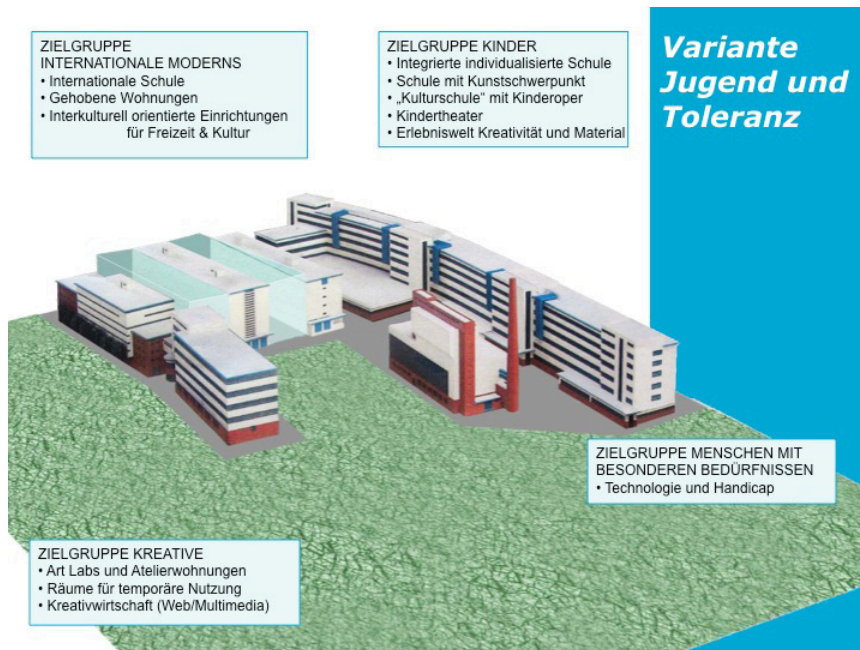 ZIELGRUPPE
INTERNATIONALE MODERNS
• Internationale Schule
• Gehobene Wohnungen
• Interkulturell orientierte Einrichtungen
für Freizeit & Kultur
ZIELGRUPPE KINDER
• Integrierte individualisierte Schule
• Schule mit Kunstschwerpunkt
• „Kulturschule“ mit Kinderoper
• Kindertheater
• Erlebniswelt Kreativität und Material
Variante
Jugend und
Toleranz
ZIELGRUPPE MENSCHEN MIT
BESONDEREN BEDÜRFNISSEN
• Technologie und Handicap
ZIELGRUPPE KREATIVE
• Art Labs und Atelierwohnungen
• Räume für temporäre Nutzung
• Kreativwirtschaft (Web/Multimedia)